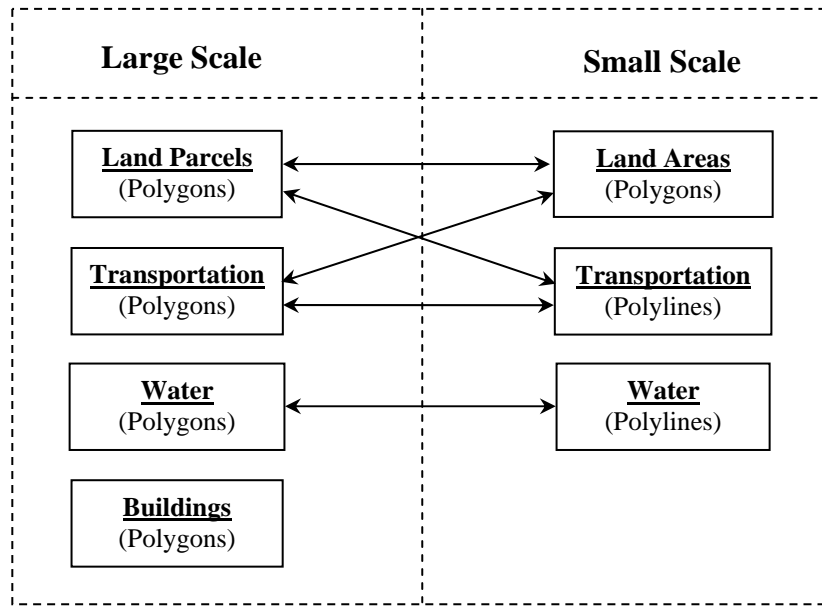 Large Scale
Small Scale
Land Parcels
(Polygons)
Land Areas
(Polygons)
Transportation
(Polygons)
Transportation
(Polylines)
Water
(Polygons)
Water
(Polylines)
Buildings
(Polygons)